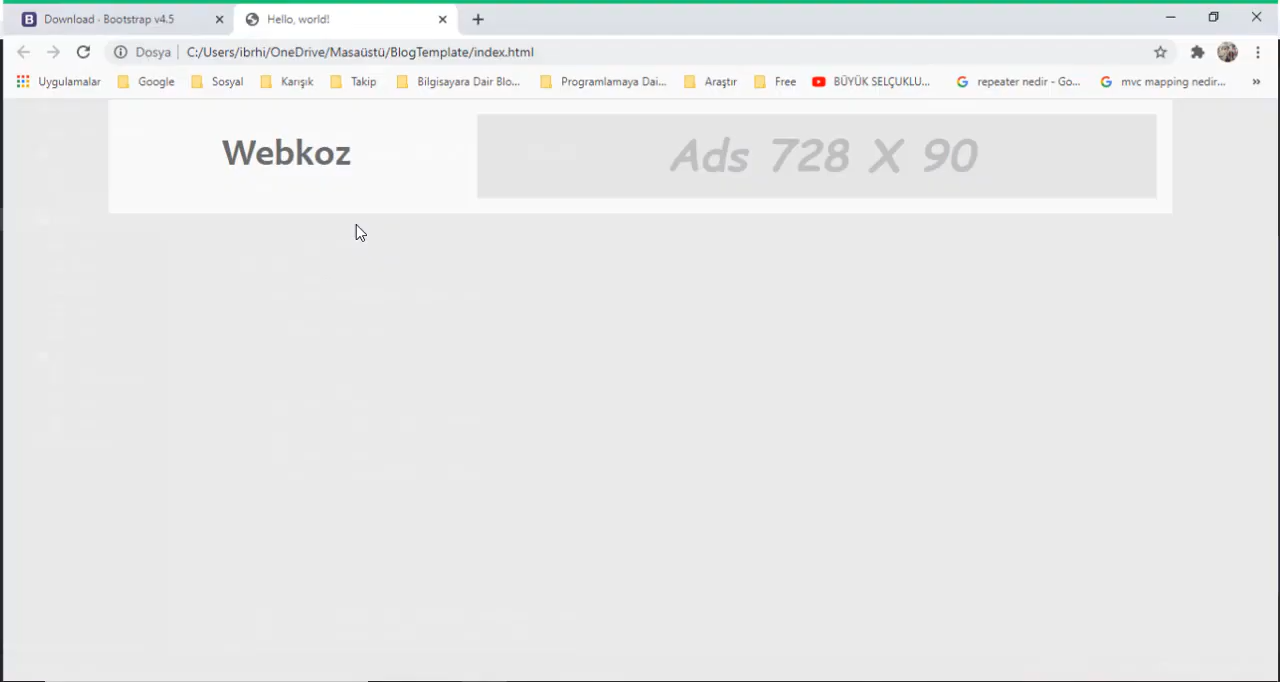 Download · Bootstrap v4.5
Hello, world!
Dosya
C:/Users/ibrhi/OneDrive/Masaüstü/BlogTemplate/index.html
Uygulamalar Google Sosyal Karışık Takip Bilgisayara Dair Blo... Programlamaya Dai... Araştır Free BÜYÜK SELÇUKLU... repeater nedir - Go... mvc mapping nedir...
Webkoz
Ads 728 X 90